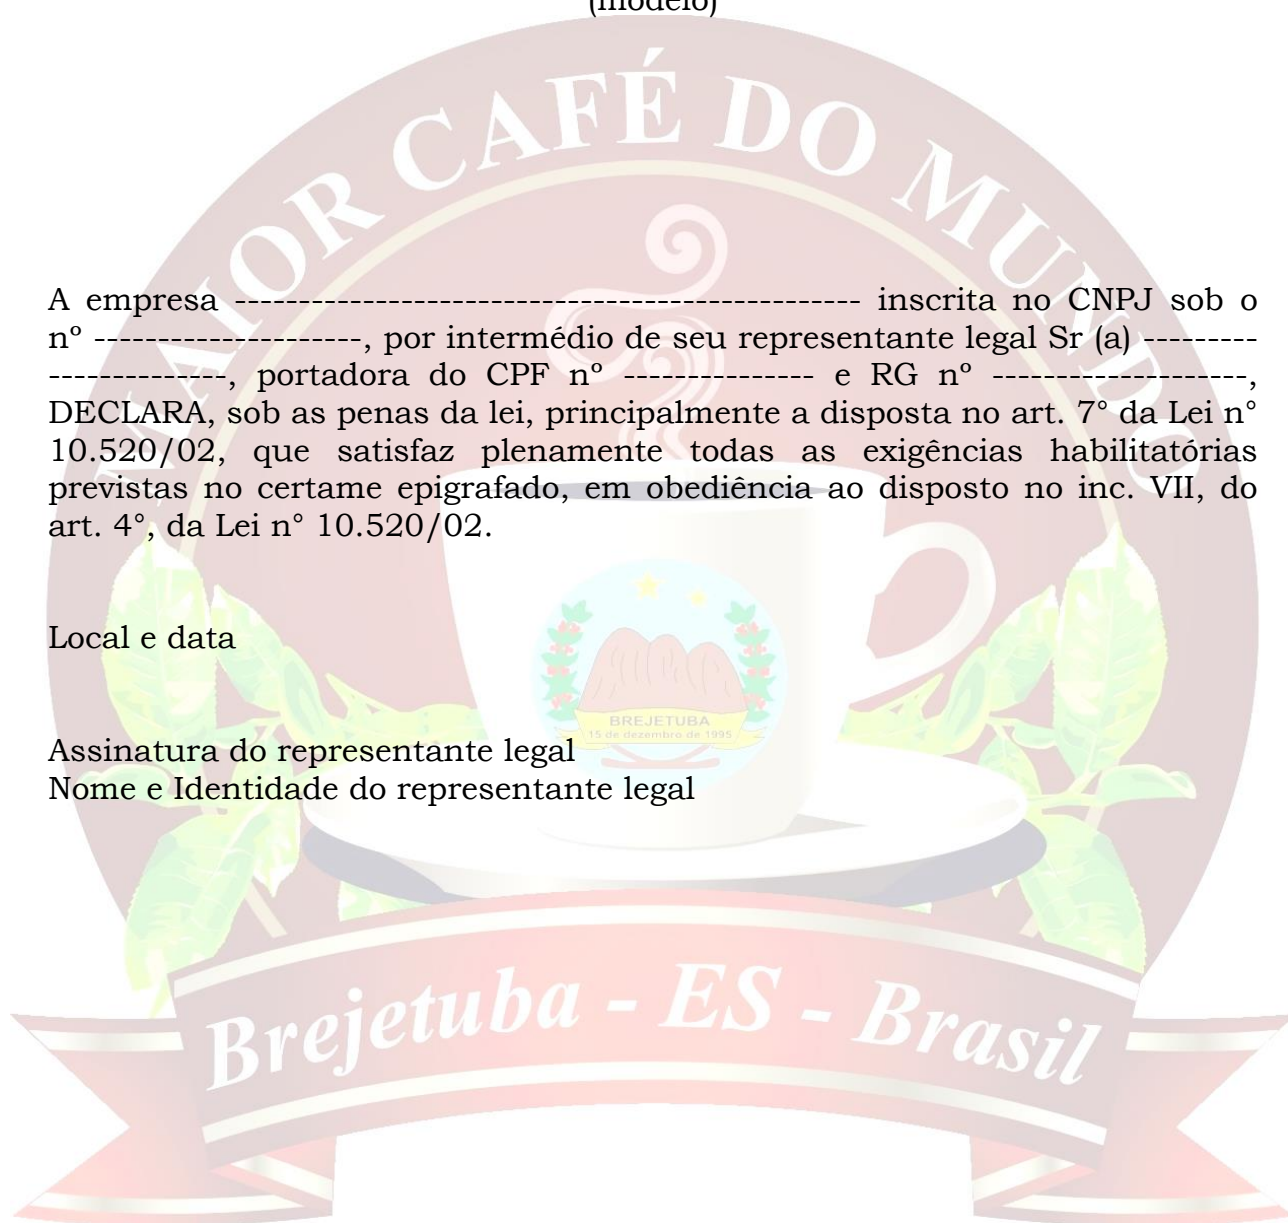 (modelo)
MAIOR CAFÉ DO MUNDO
A empresa ------------------------------------------------- inscrita no CNPJ sob o
nº ---------------------, por intermédio de seu representante legal Sr (a) ---------
--------------, portadora do CPF nº --------------- e RG nº --------------------,
DECLARA, sob as penas da lei, principalmente a disposta no art. 7° da Lei n°
10.520/02, que satisfaz plenamente todas as exigências habilitatórias
previstas no certame epigrafado, em obediência ao disposto no inc. VII, do
art. 4°, da Lei n° 10.520/02.
Local e data
BREJETUBA
15 de dezembro de 1995
Assinatura do representante legal
Nome e Identidade do representante legal
Brejetuba - ES - Brasil